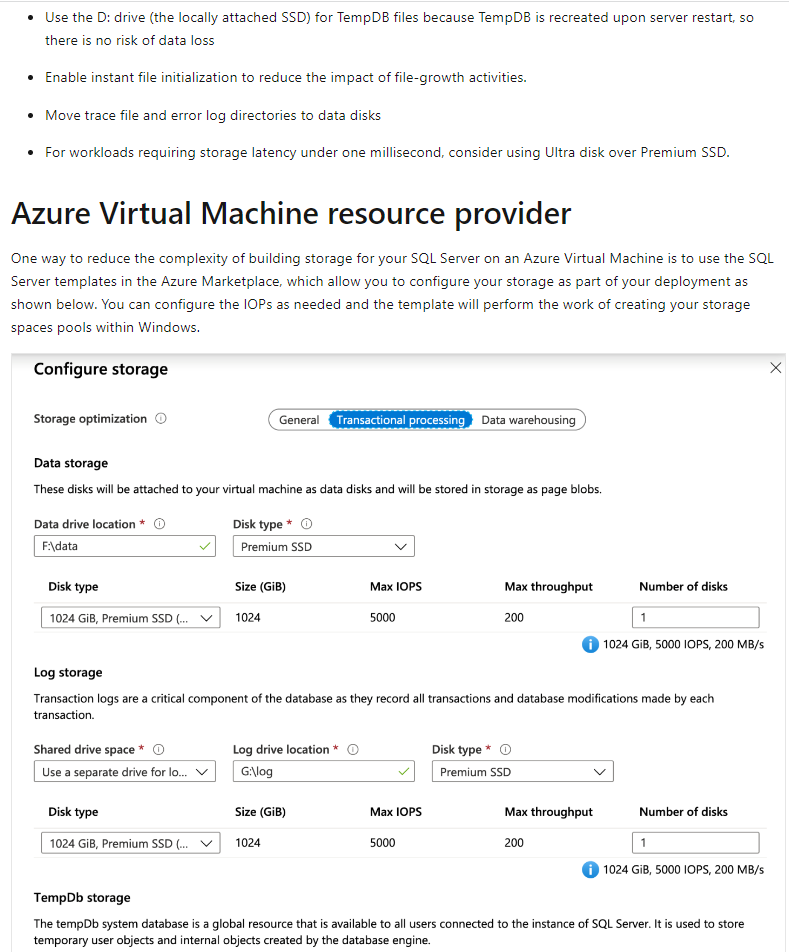 Use the D: drive (the locally attached SSD) for TempDB files because TempDB is recreated upon server restart, so
there is no risk of data loss
Enable instant file initialization to reduce the impact of file-growth activities.
Move trace file and error log directories to data disks
For workloads requiring storage latency under one millisecond, consider using Ultra disk over Premium SSD.
Azure Virtual Machine resource provider
One way to reduce the complexity of building storage for your SQL Server on an Azure Virtual Machine is to use the SQL
Server templates in the Azure Marketplace, which allow you to configure your storage as part of your deployment as
shown below. You can configure the IOPs as needed and the template will perform the work of creating your storage
spaces pools within Windows.
Configure storage
Storage optimization General Transactional processing Data warehousing
Data storage
These disks will be attached to your virtual machine as data disks and will be stored in storage as page blobs.
Data drive location * Disk type *
F:\data Premium SSD
Disk type Size (GiB) Max IOPS Max throughput Number of disks
1024 GiB, Premium SSD (... 1024 5000 200 1
1024 GiB, 5000 IOPS, 200 MB/s
Log storage
Transaction logs are a critical component of the database as they record all transactions and database modifications made by each
transaction.
Shared drive space * Log drive location * Disk type *
Use a separate drive for lo... G:\log Premium SSD
Disk type Size (GiB) Max IOPS Max throughput Number of disks
1024 GiB, Premium SSD (... 1024 5000 200 1
1024 GiB, 5000 IOPS, 200 MB/s
TempDb storage
The tempDb system database is a global resource that is available to all users connected to the instance of SQL Server. It is used to store
temporary user objects and internal objects created by the database engine.